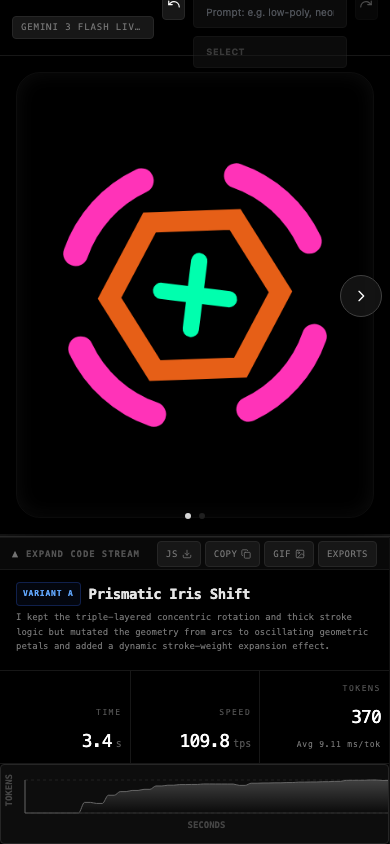 GEMINI 3 FLASH LIV…
Prompt: e.g. low-poly, neo
SELECT
▲ EXPAND CODE STREAM
JS
COPY
GIF
EXPORTS
VARIANT A
Prismatic Iris Shift
I kept the triple-layered concentric rotation and thick stroke
logic but mutated the geometry from arcs to oscillating geometric
petals and added a dynamic stroke-weight expansion effect.
TIME
3.4 s
SPEED
109.8 tps
TOKENS
370
Avg 9.11 ms/tok
TOKENS
SECONDS